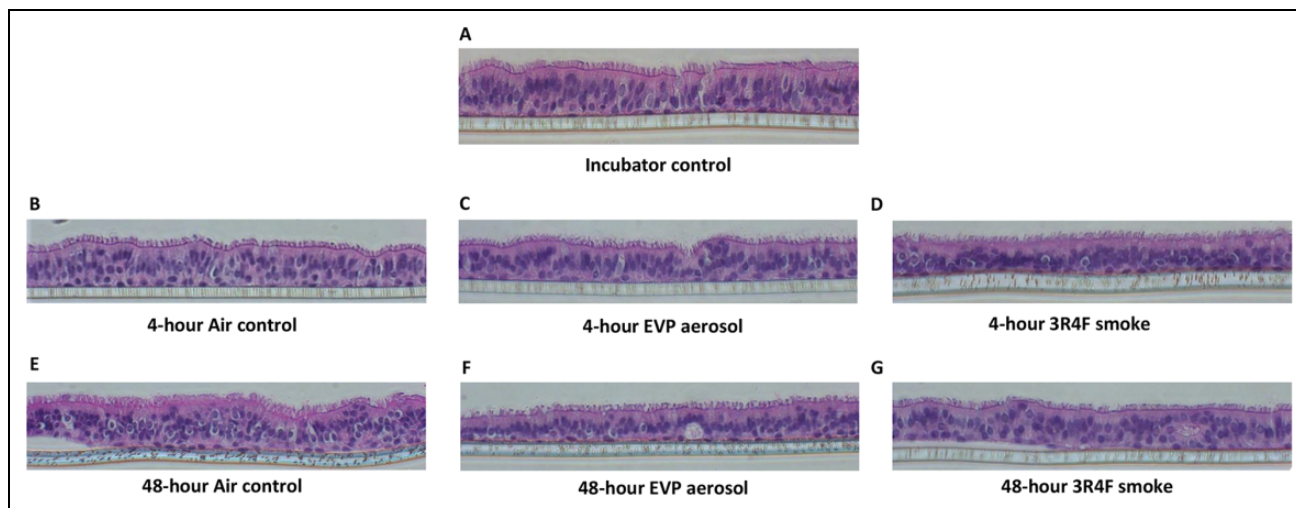 A
Incubator control
B
C
D
4-hour Air control
4-hour EVP aerosol
4-hour 3R4F smoke
E
F
G
48-hour Air control
48-hour EVP aerosol
48-hour 3R4F smoke